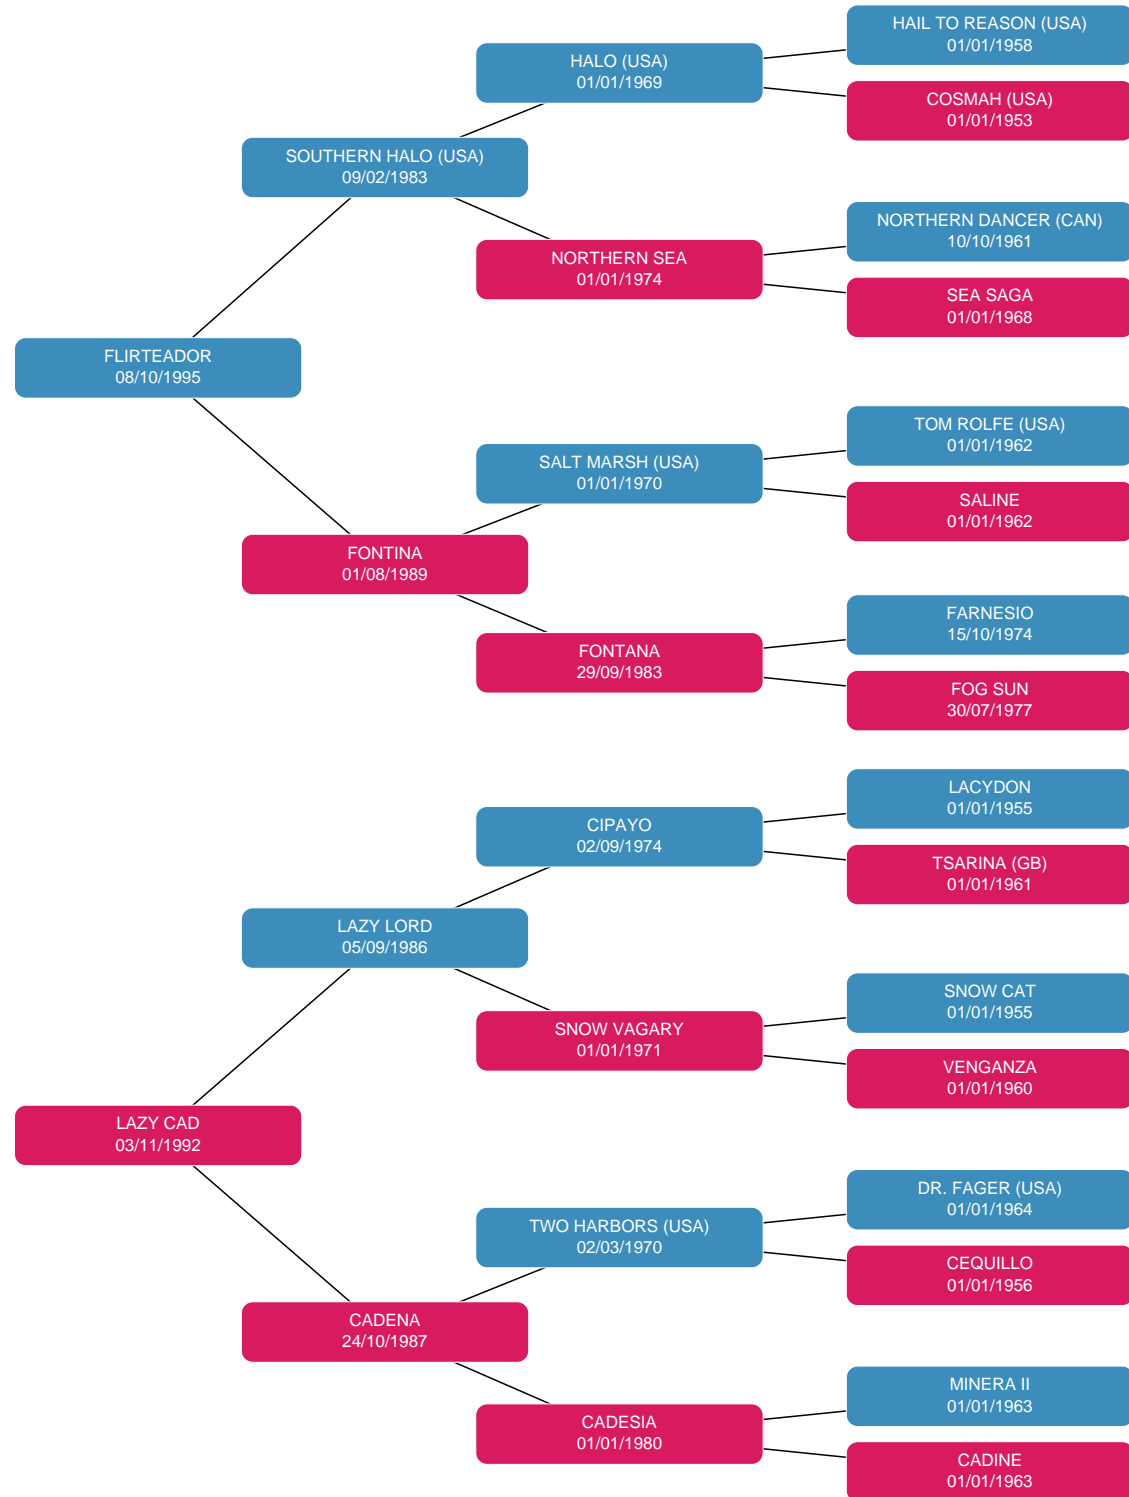 HAIL TO REASON (USA)
01/01/1958
HALO (USA)
01/01/1969
COSMAH (USA)
01/01/1953
SOUTHERN HALO (USA)
09/02/1983
NORTHERN DANCER (CAN)
10/10/1961
NORTHERN SEA
01/01/1974
SEA SAGA
01/01/1968
FLIRTEADOR
08/10/1995
TOM ROLFE (USA)
01/01/1962
SALT MARSH (USA)
01/01/1970
SALINE
01/01/1962
FONTINA
01/08/1989
FARNESIO
15/10/1974
FONTANA
29/09/1983
FOG SUN
30/07/1977
LACYDON
01/01/1955
CIPAYO
02/09/1974
TSARINA (GB)
01/01/1961
LAZY LORD
05/09/1986
SNOW CAT
01/01/1955
SNOW VAGARY
01/01/1971
VENGANZA
01/01/1960
LAZY CAD
03/11/1992
DR. FAGER (USA)
01/01/1964
TWO HARBORS (USA)
02/03/1970
CEQUILLO
01/01/1956
CADENA
24/10/1987
MINERA II
01/01/1963
CADESIA
01/01/1980
CADINE
01/01/1963